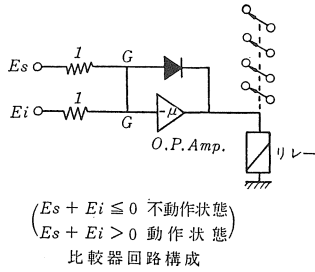 1
Es
G
1
Ei
G
-μ
O.P.Amp.
リレー
Es + Ei ≦ 0 不動作状態
Es + Ei > 0 動作状態
比較器回路構成